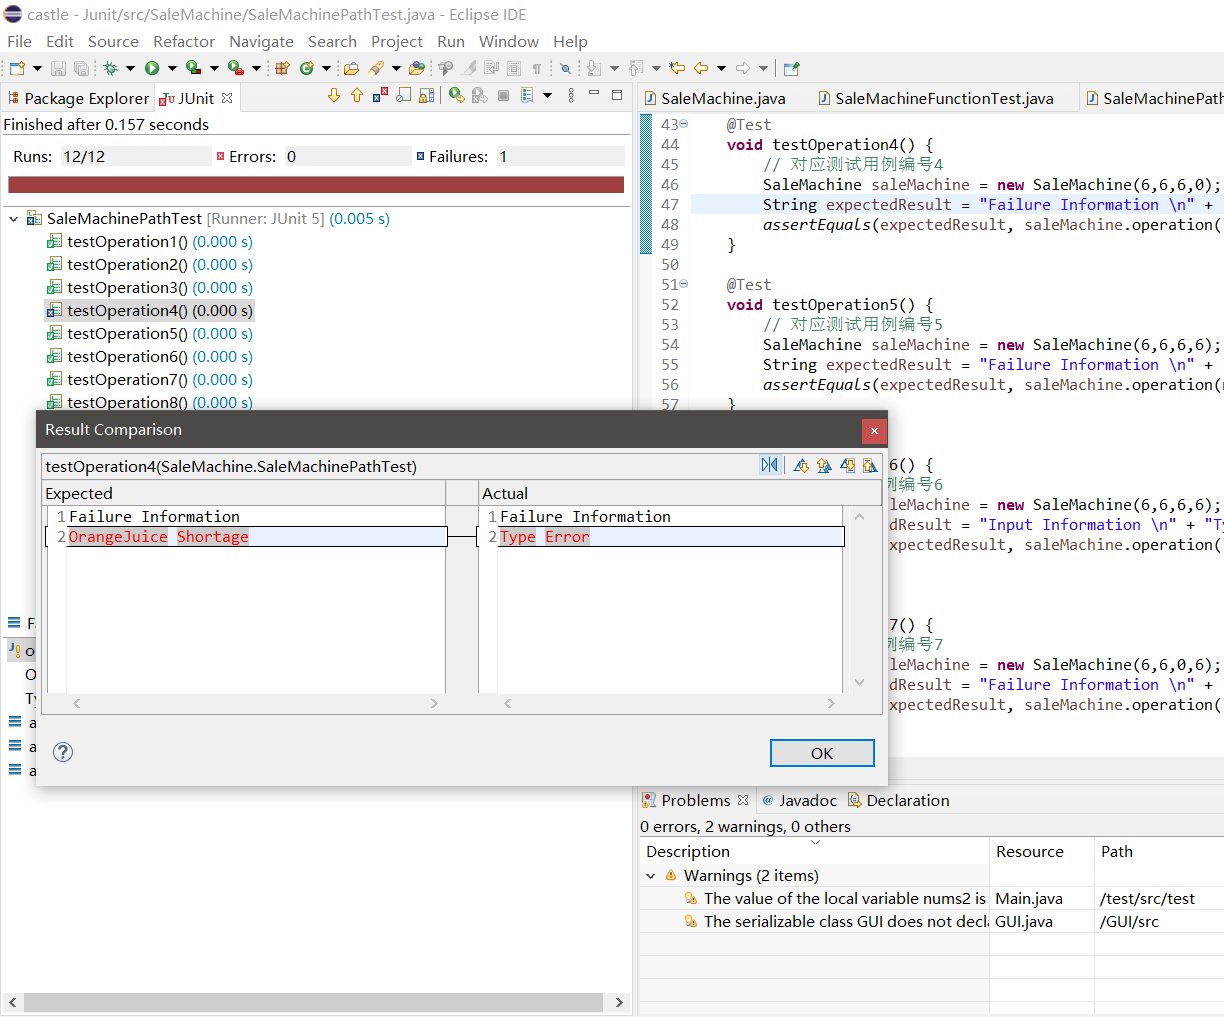 castle - Junit/src/SaleMachine/SaleMachinePathTest.java - Eclipse IDE
File Edit Source Refactor Navigate Search Project Run Window Help
Package Explorer JUnit
Finished after 0.157 seconds
Runs: 12/12 Errors: 0 Failures: 1
SaleMachinePathTest [Runner: JUnit 5] (0.005 s)
testOperation1() (0.000 s)
testOperation2() (0.000 s)
testOperation3() (0.000 s)
testOperation4() (0.000 s)
testOperation5() (0.000 s)
testOperation6() (0.000 s)
testOperation7() (0.000 s)
testOperation8() (0.000 s)
SaleMachine.java SaleMachineFunctionTest.java SaleMachinePath
43 @Test
44 void testOperation4() {
45 // 对应测试用例编号4
46 SaleMachine saleMachine = new SaleMachine(6,6,6,0);
47 String expectedResult = "Failure Information \n" +
48 assertEquals(expectedResult, saleMachine.operation(
49 }
50
51 @Test
52 void testOperation5() {
53 // 对应测试用例编号5
54 SaleMachine saleMachine = new SaleMachine(6,6,6,6);
55 String expectedResult = "Failure Information \n" +
56 assertEquals(expectedResult, saleMachine.operation(
57 }
6() {
例编号6
leMachine = new SaleMachine(6,6,6,6);
edResult = "Input Information \n" + "T
xpectedResult, saleMachine.operation(
7() {
例编号7
leMachine = new SaleMachine(6,6,0,6);
dResult = "Failure Information \n" +
xpectedResult, saleMachine.operation(
Result Comparison
testOperation4(SaleMachine.SaleMachinePathTest)
Expected
1 Failure Information
2 OrangeJuice Shortage
Actual
1 Failure Information
2 Type Error
OK
F
o
O
Ty
a
a
a
Problems @ Javadoc Declaration
0 errors, 2 warnings, 0 others
Description Resource Path
Warnings (2 items)
The value of the local variable nums2 is Main.java /test/src/test
The serializable class GUI does not decla GUI.java /GUI/src